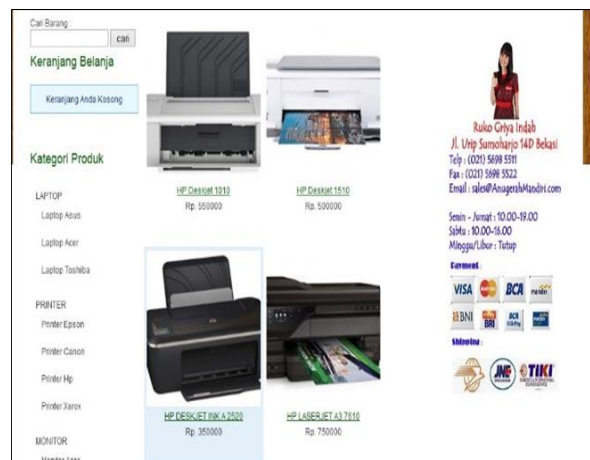 Cari Barang :
cari
Keranjang Belanja
Keranjang Anda Kosong
Kategori Produk
LAPTOP
Laptop Asus
Laptop Acer
Laptop Toshiba
PRINTER
Printer Epson
Printer Canon
Printer Hp
Printer Xerox
MONITOR
Monitor Acer
HP Deskjet 1010
Rp. 550000
HP Deskjet 1510
Rp. 500000
HP DESKJET INK A 2520
Rp. 350000
HP LASERJET A3 7610
Rp. 750000
Ruko Griya Indah
Jl. Urip Sumoharjo 14D Bekasi
Telp : (021) 5698 5511
Fax : (021) 5698 5522
Email : sales@AnugerahMandiri.com
Senin - Jumat : 10.00-19.00
Sabtu : 10.00-16.00
Minggu/Libur : Tutup
Payment :
VISA
BCA
mandiri
BNI
BRI
BCA
Shipping :
JNE
TIKI